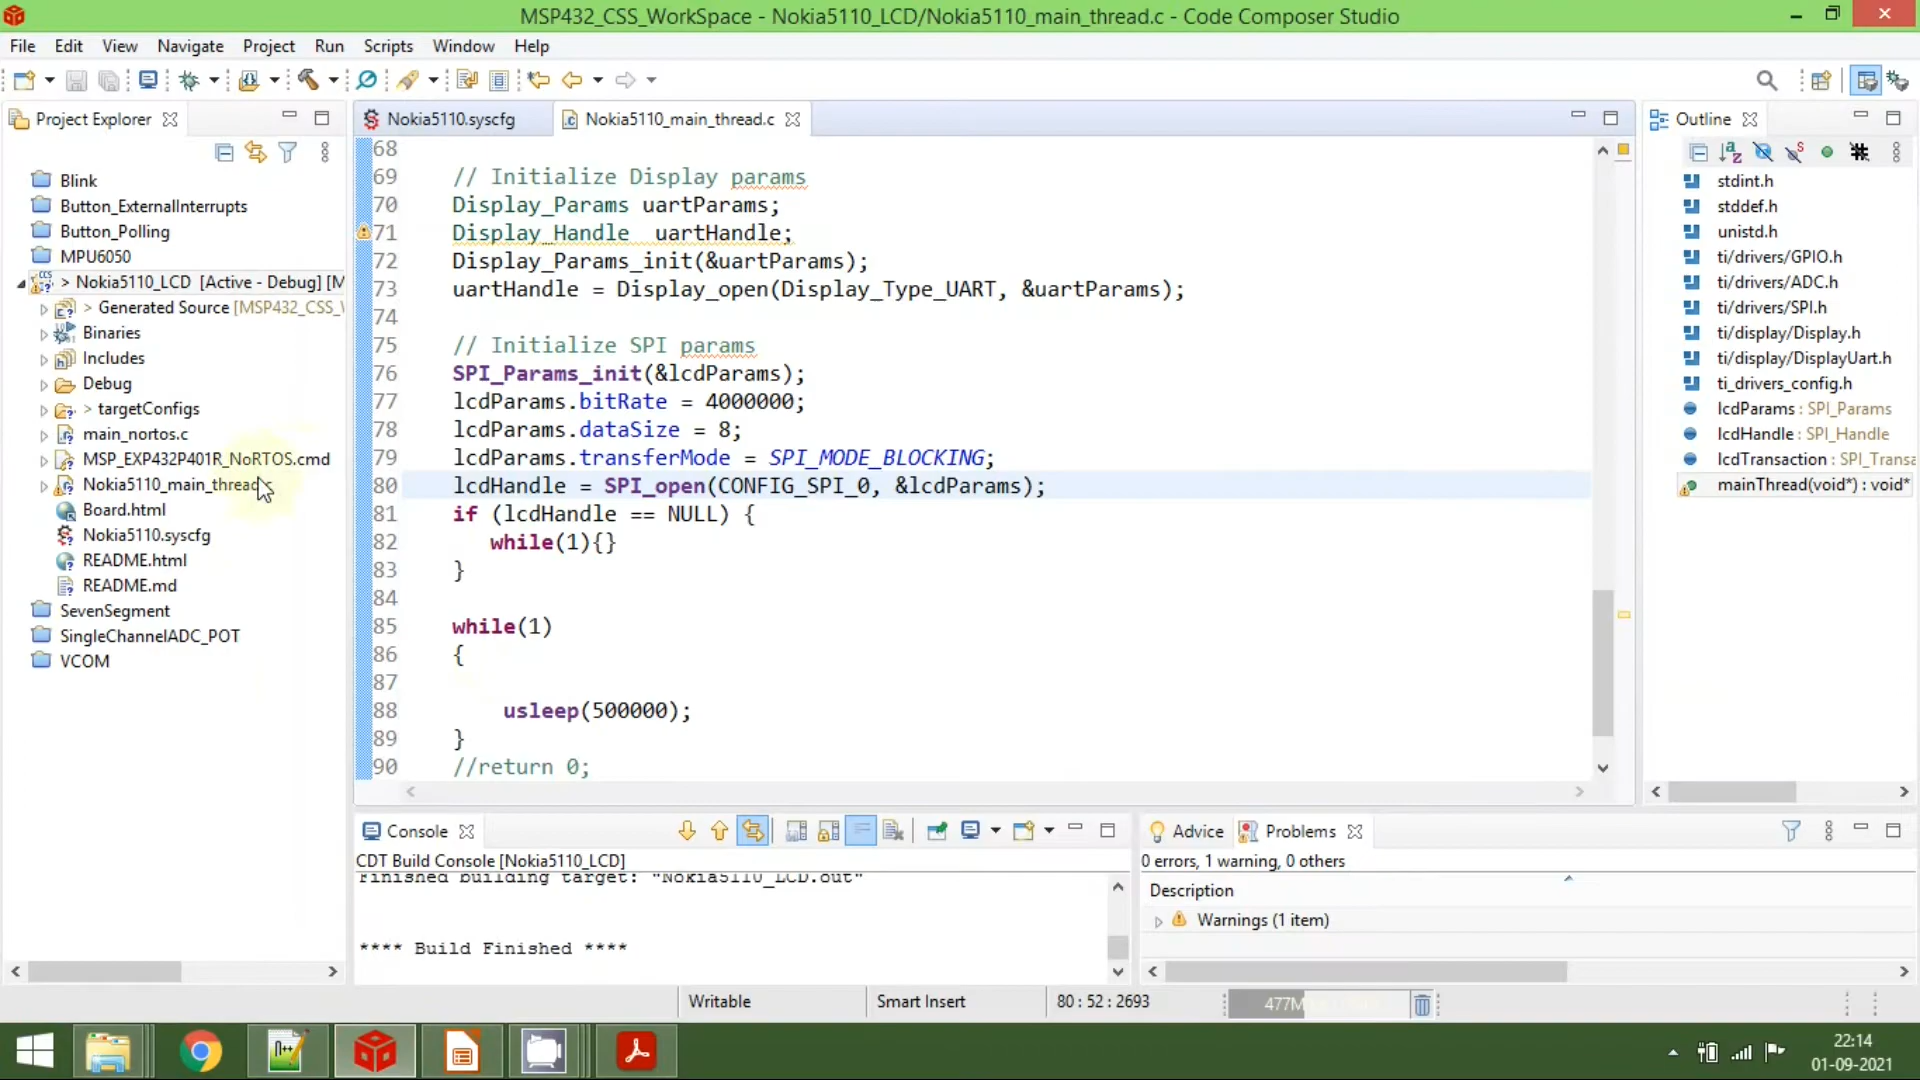 MSP432_CSS_WorkSpace - Nokia5110_LCD/Nokia5110_main_thread.c - Code Composer Studio
File Edit View Navigate Project Run Scripts Window Help
Project Explorer
Blink
Button_ExternalInterrupts
Button_Polling
MPU6050
> Nokia5110_LCD [Active - Debug] [M
> Generated Source [MSP432_CSS_
Binaries
Includes
Debug
> targetConfigs
main_nortos.c
MSP_EXP432P401R_NoRTOS.cmd
Nokia5110_main_thread
Board.html
Nokia5110.syscfg
README.html
README.md
SevenSegment
SingleChannelADC_POT
VCOM
Nokia5110.syscfg
Nokia5110_main_thread.c
68
69 // Initialize Display params
70 Display_Params uartParams;
71 Display_Handle uartHandle;
72 Display_Params_init(&uartParams);
73 uartHandle = Display_open(Display_Type_UART, &uartParams);
74
75 // Initialize SPI params
76 SPI_Params_init(&lcdParams);
77 lcdParams.bitRate = 4000000;
78 lcdParams.dataSize = 8;
79 lcdParams.transferMode = SPI_MODE_BLOCKING;
80 lcdHandle = SPI_open(CONFIG_SPI_0, &lcdParams);
81 if (lcdHandle == NULL) {
82 while(1){}
83 }
84
85 while(1)
86 {
87
88 usleep(500000);
89 }
90 //return 0;
Outline
stdint.h
stddef.h
unistd.h
ti/drivers/GPIO.h
ti/drivers/ADC.h
ti/drivers/SPI.h
ti/display/Display.h
ti/display/DisplayUart.h
ti_drivers_config.h
lcdParams : SPI_Params
lcdHandle : SPI_Handle
lcdTransaction : SPI_Transa
mainThread(void*) : void*
Console
CDT Build Console [Nokia5110_LCD]
Finished building target: "Nokia5110_LCD.out"
**** Build Finished ****
Advice
Problems
0 errors, 1 warning, 0 others
Description
Warnings (1 item)
Writable
Smart Insert
80 : 52 : 2693
22:14
01-09-2021